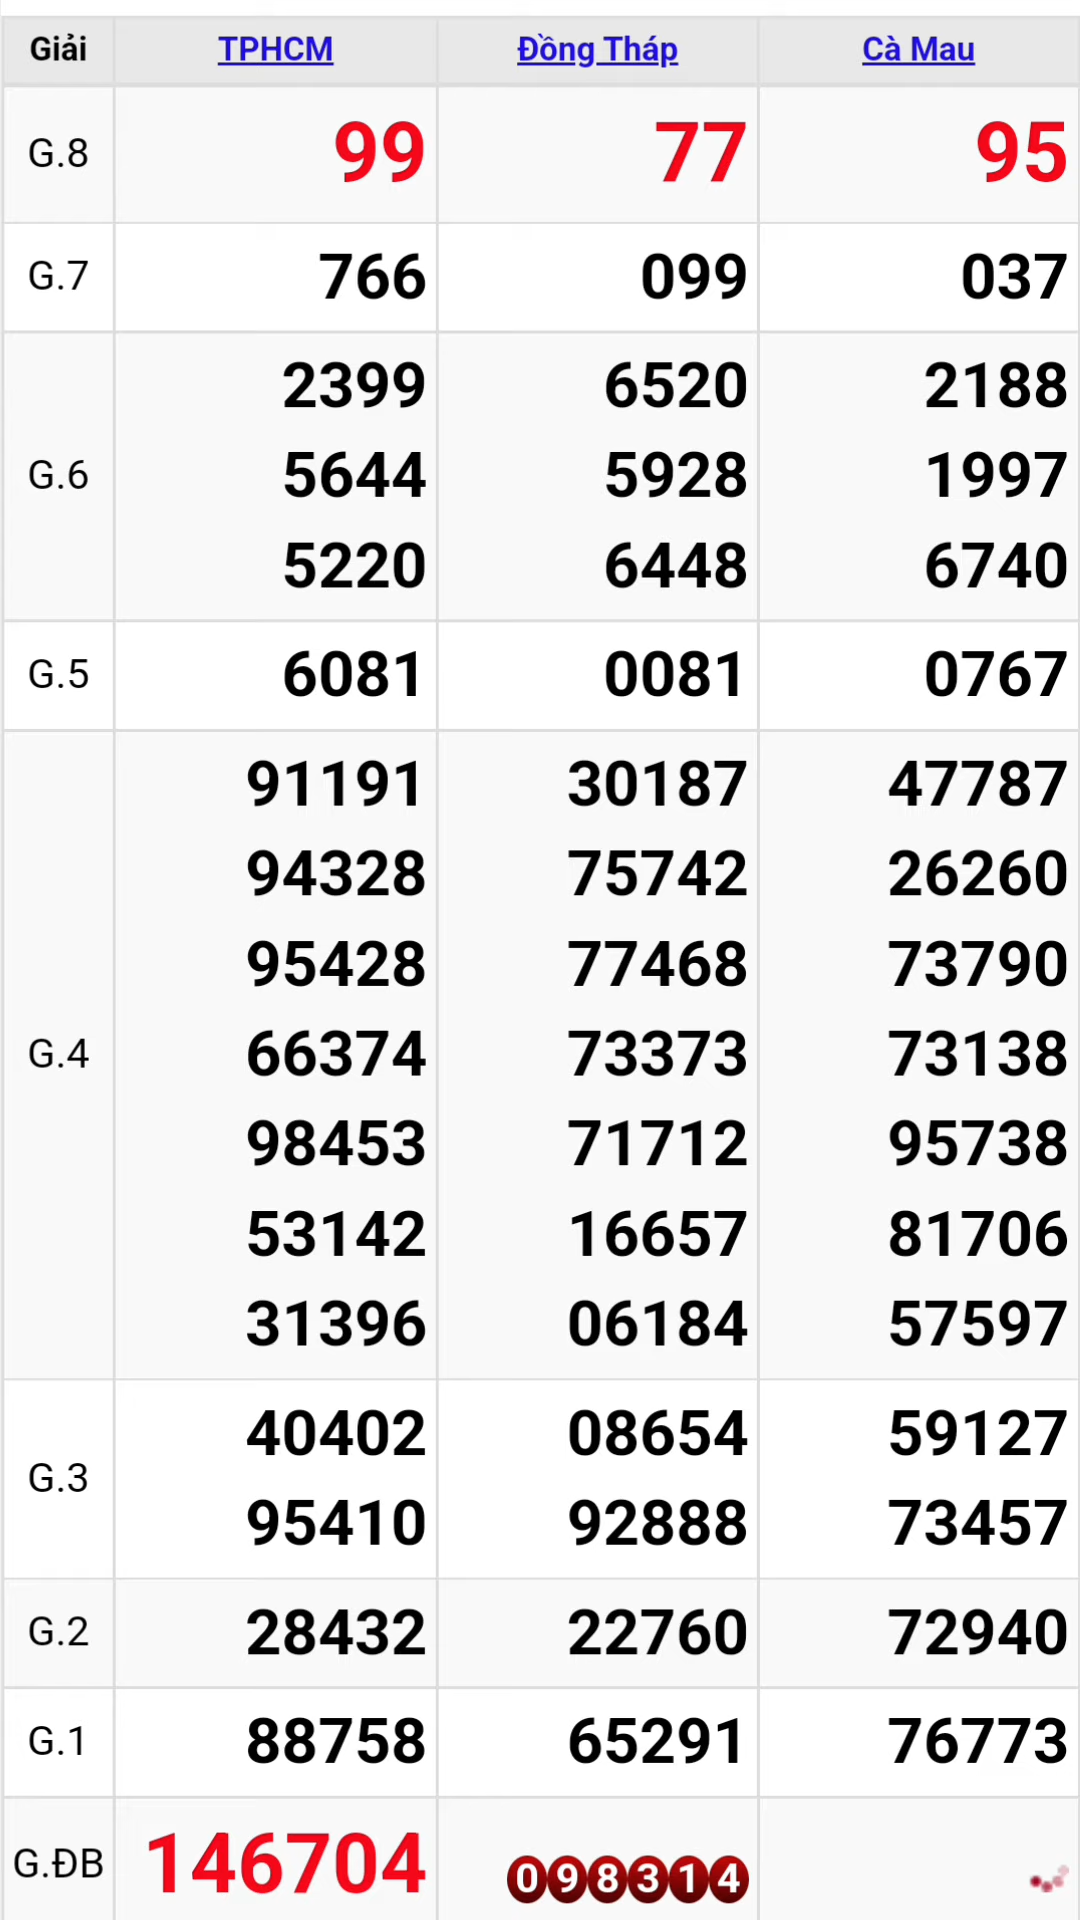 Giải TPHCM Đồng Tháp Cà Mau
G.8 99 77 95
G.7 766 099 037
G.6 2399 6520 2188
5644 5928 1997
5220 6448 6740
G.5 6081 0081 0767
G.4 91191 30187 47787
94328 75742 26260
95428 77468 73790
66374 73373 73138
98453 71712 95738
53142 16657 81706
31396 06184 57597
G.3 40402 08654 59127
95410 92888 73457
G.2 28432 22760 72940
G.1 88758 65291 76773
G.ĐB 146704 098314